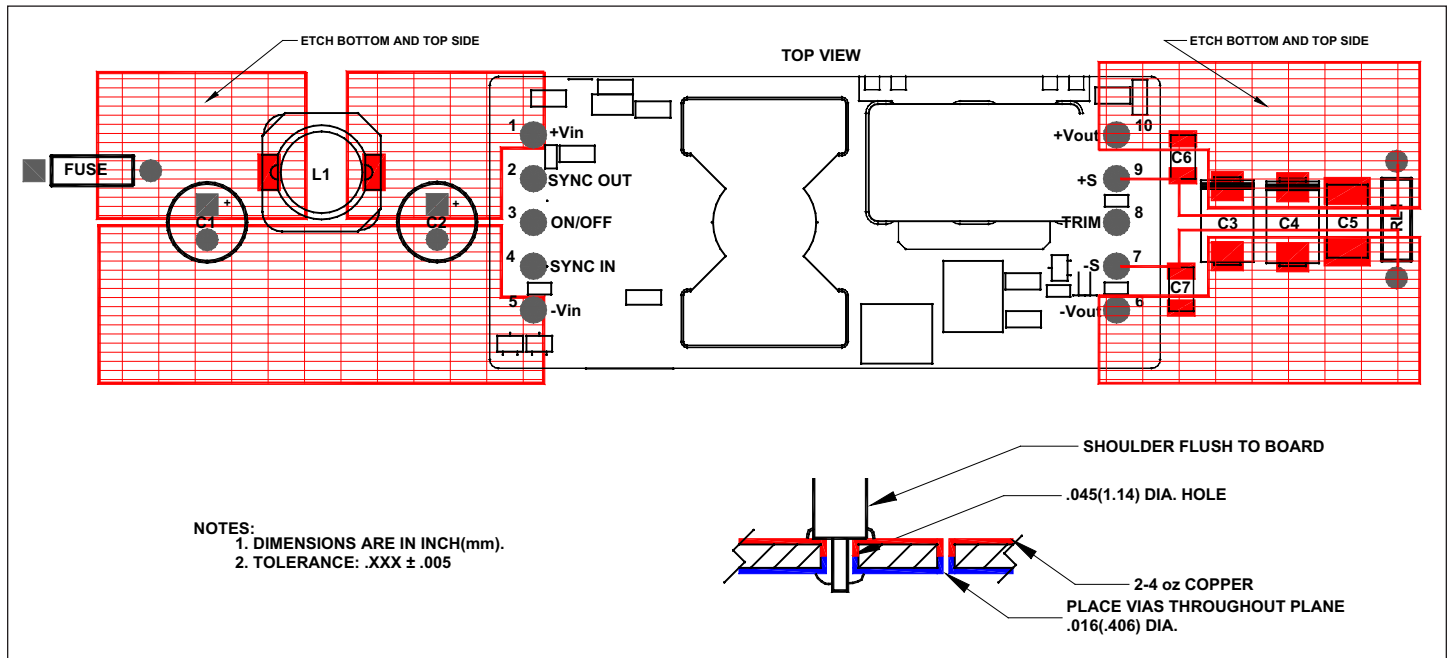 ETCH BOTTOM AND TOP SIDE
TOP VIEW
ETCH BOTTOM AND TOP SIDE
FUSE
L1
C1
+
C2
+
1
+Vin
2
SYNC OUT
3
ON/OFF
4
SYNC IN
5
-Vin
10
+Vout
9
+S
8
TRIM
7
-S
6
-Vout
C6
C7
C3
C4
C5
NOTES:
1. DIMENSIONS ARE IN INCH(mm).
2. TOLERANCE: .XXX ± .005
SHOULDER FLUSH TO BOARD
.045(1.14) DIA. HOLE
2-4 oz COPPER
PLACE VIAS THROUGHOUT PLANE
.016(.406) DIA.